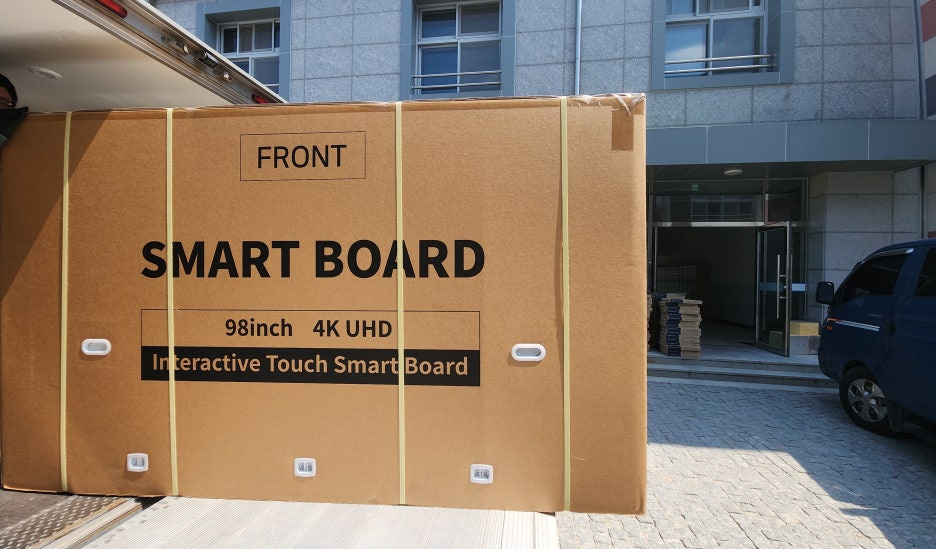 FRONT
SMART BOARD
98inch 4K UHD
Interactive Touch Smart Board